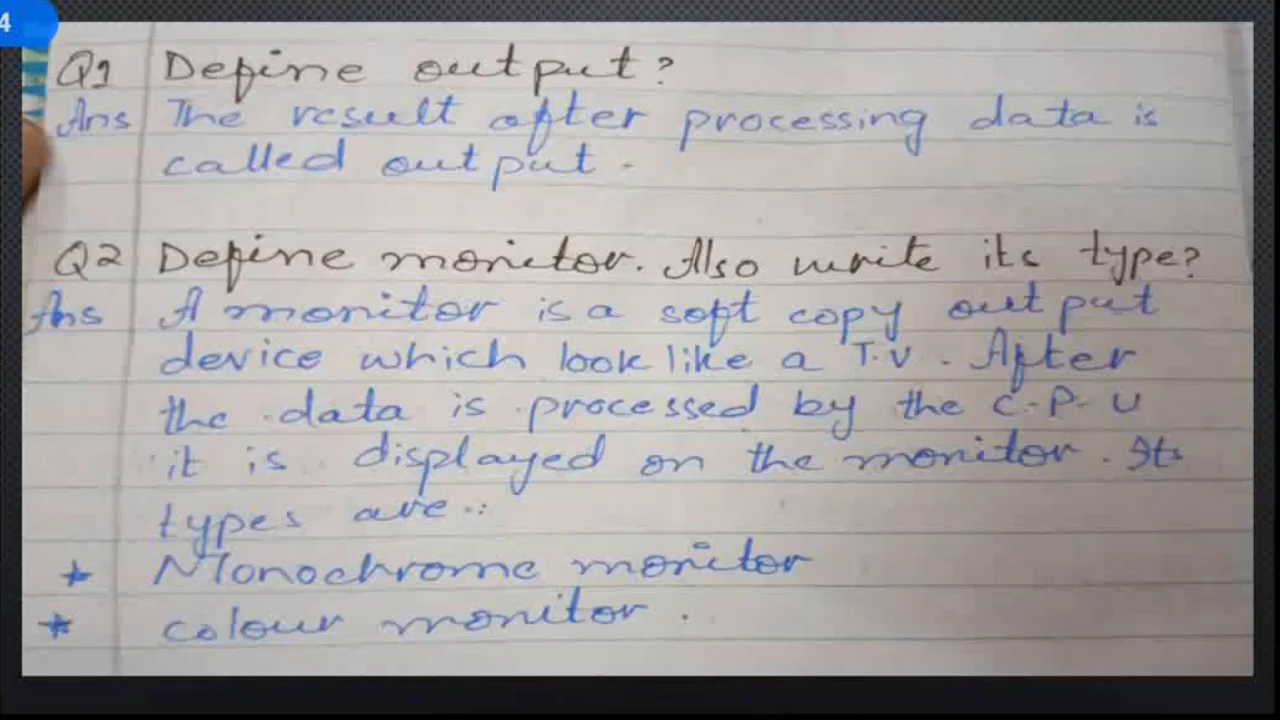 4
Q1 Define output?
Ans The result after processing data is
called output.
Q2 Define monitor. Also write its type?
Ans A monitor is a soft copy output
device which look like a T.V. After
the data is processed by the C.P.U
it is displayed on the monitor. Its
types are:
* Monochrome monitor
* colour monitor.